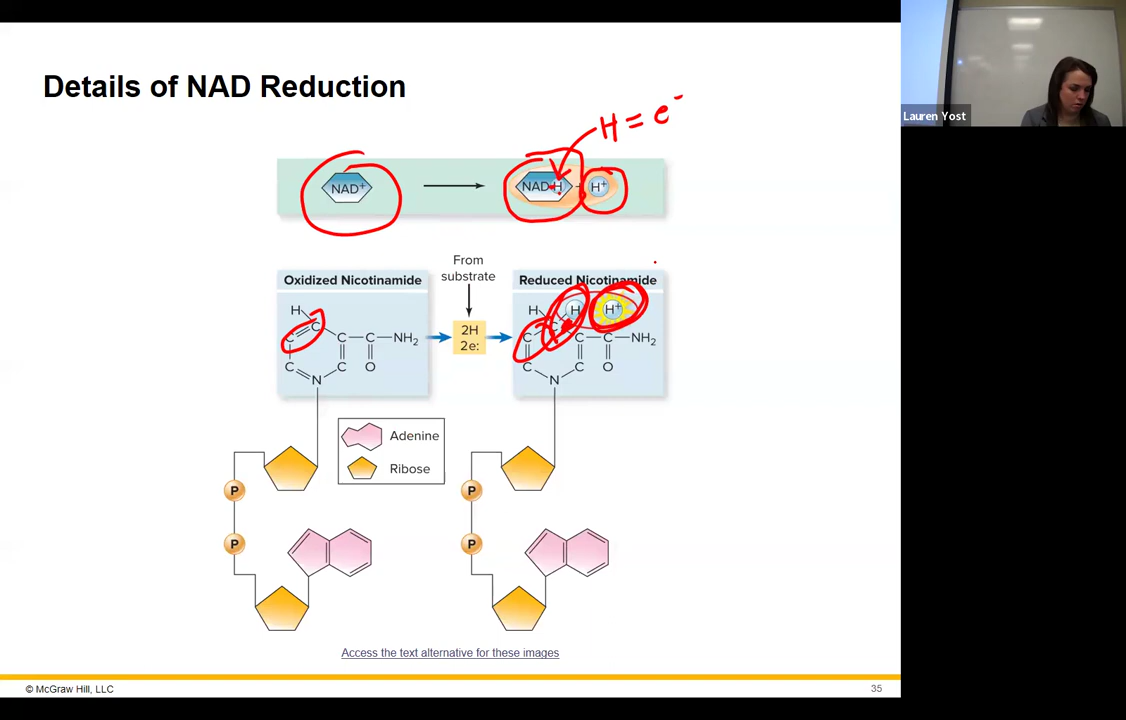 Details of NAD Reduction
H = e⁻
NAD⁺
NAD H + H⁺
From
substrate
Oxidized Nicotinamide
Reduced Nicotinamide
H
C
C
C
C
NH₂
C
C
O
N
2H
2e:
H
H
H⁺
C
C
C
C
NH₂
C
C
O
N
Adenine
Ribose
P
P
P
P
Access the text alternative for these images
© McGraw Hill, LLC
35
Lauren Yost